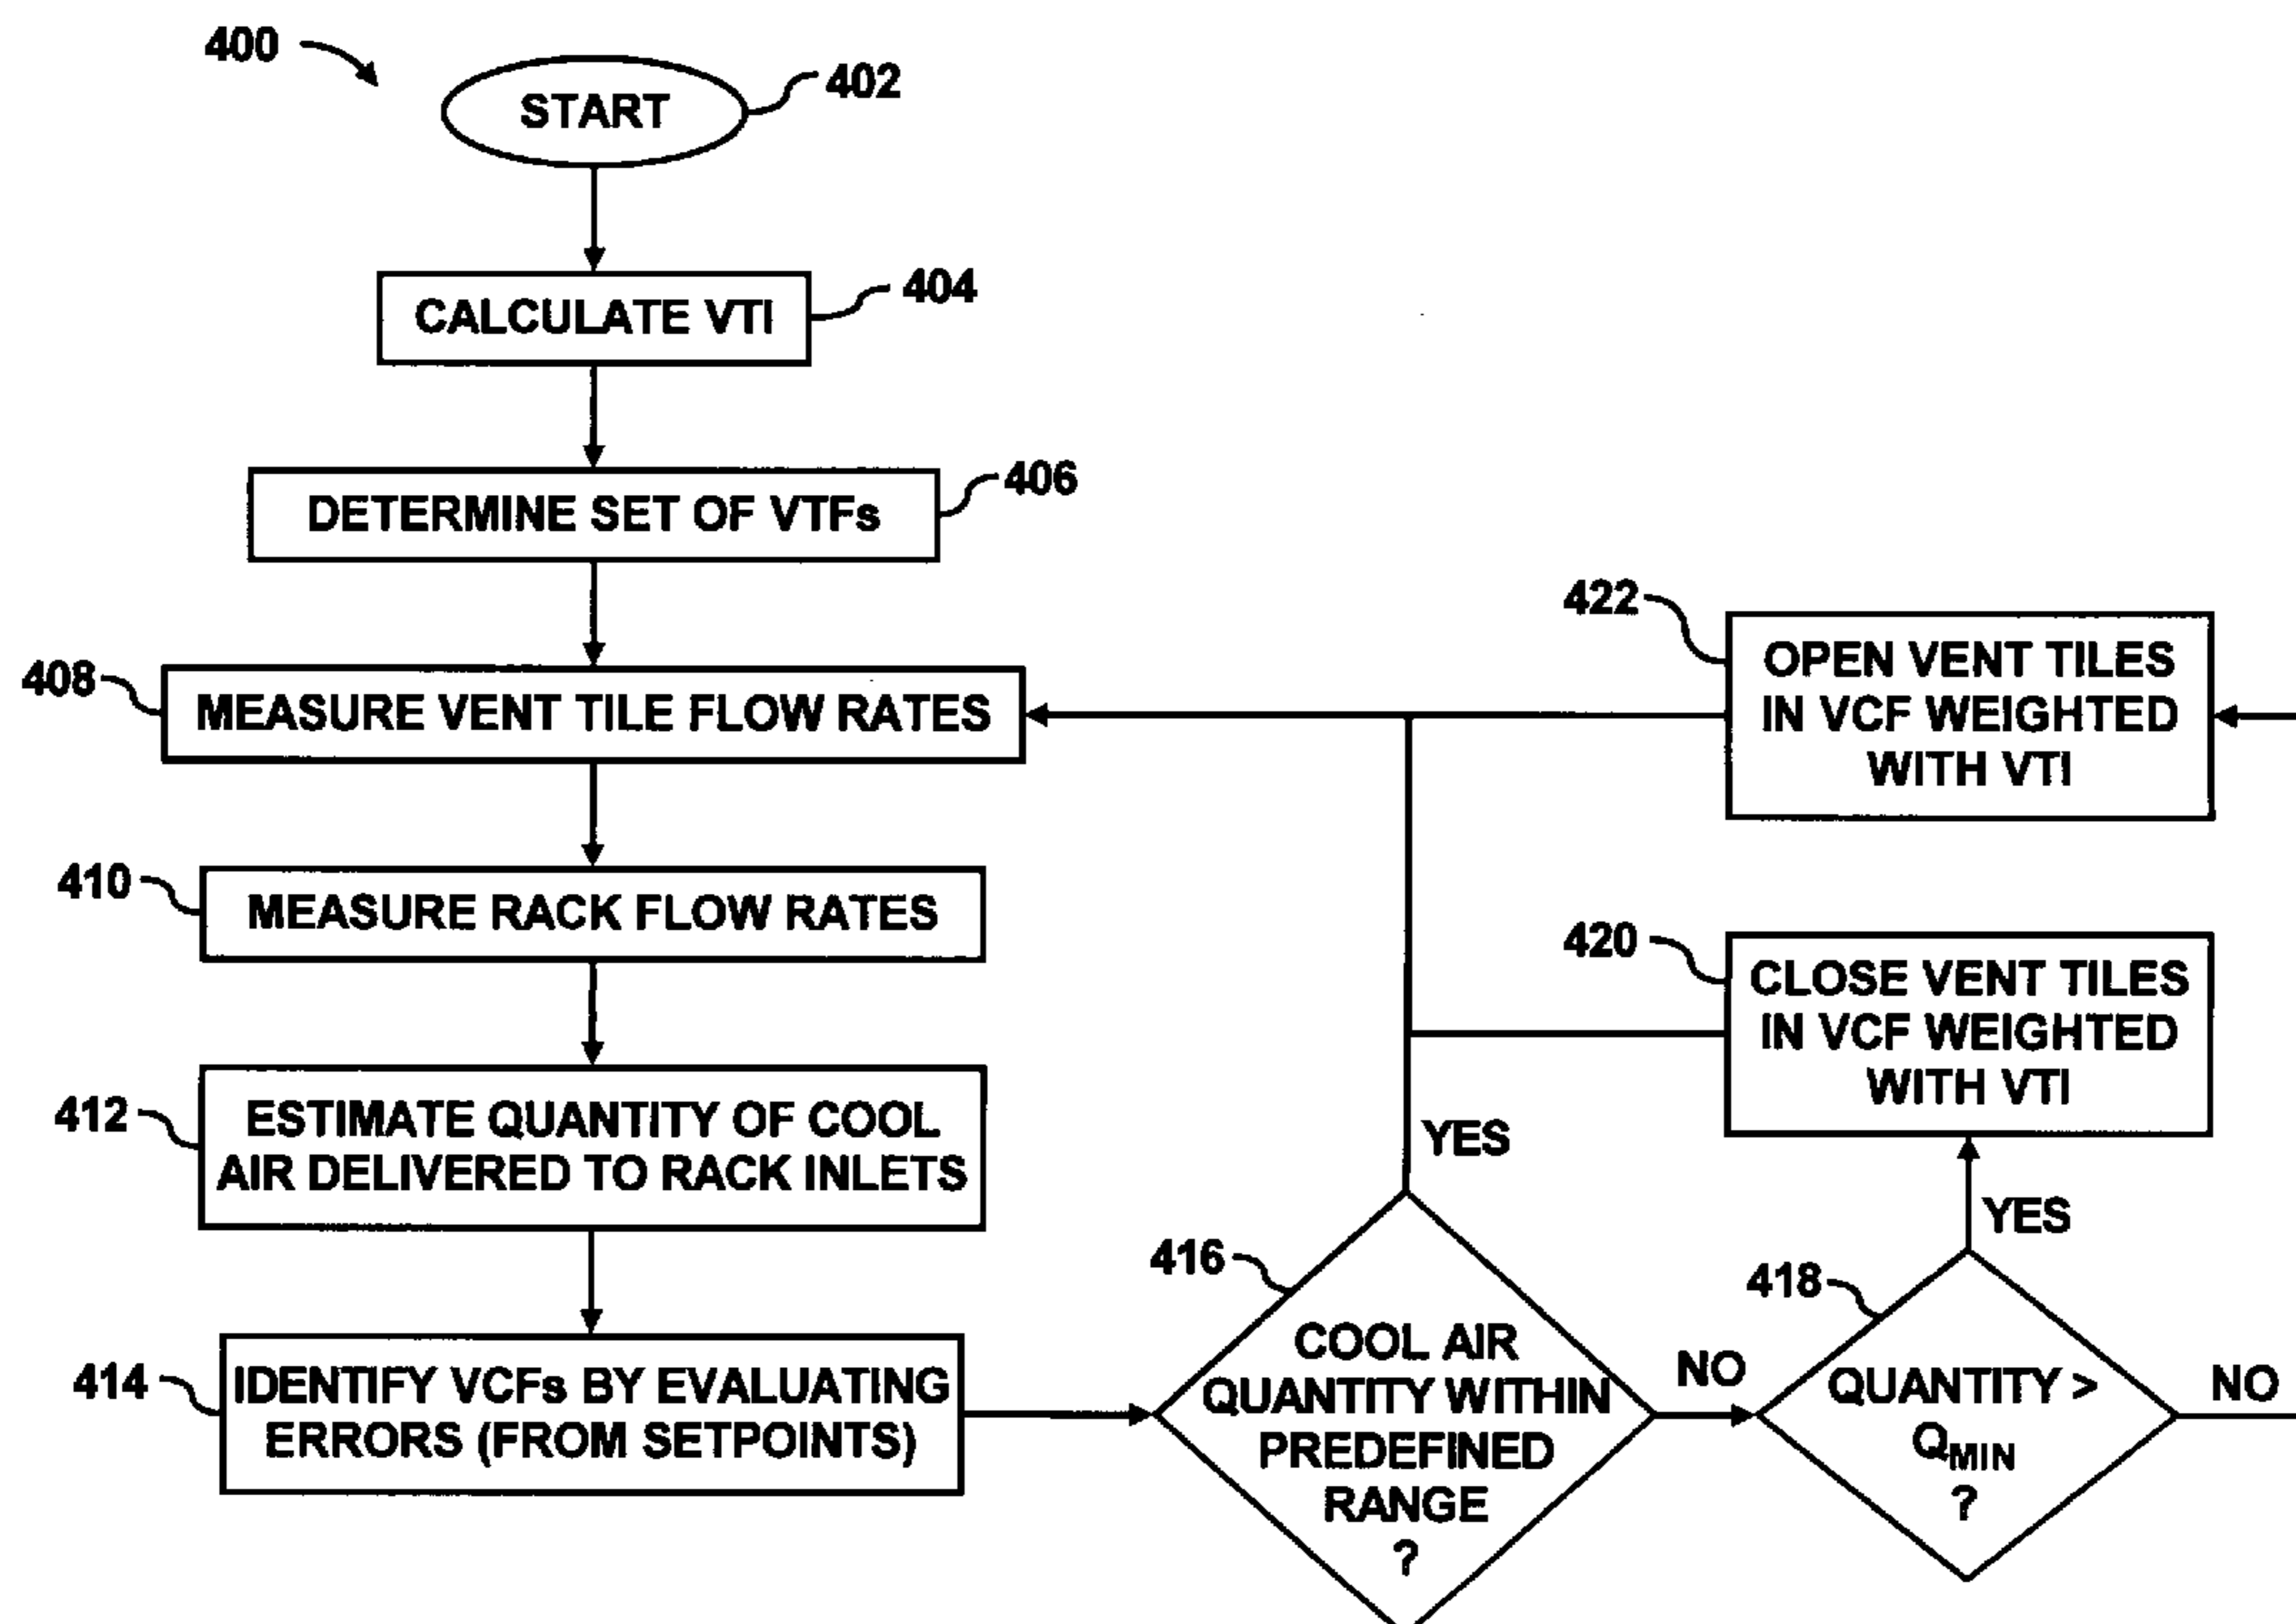 400
START
402
CALCULATE VTI
404
DETERMINE SET OF VTFs
406
408
MEASURE VENT TILE FLOW RATES
410
MEASURE RACK FLOW RATES
412
ESTIMATE QUANTITY OF COOL
AIR DELIVERED TO RACK INLETS
414
IDENTIFY VCFs BY EVALUATING
ERRORS (FROM SETPOINTS)
416
COOL AIR
QUANTITY WITHIN
PREDEFINED
RANGE
?
YES
NO
418
QUANTITY >
QMIN
?
YES
NO
420
CLOSE VENT TILES
IN VCF WEIGHTED
WITH VTI
422
OPEN VENT TILES
IN VCF WEIGHTED
WITH VTI